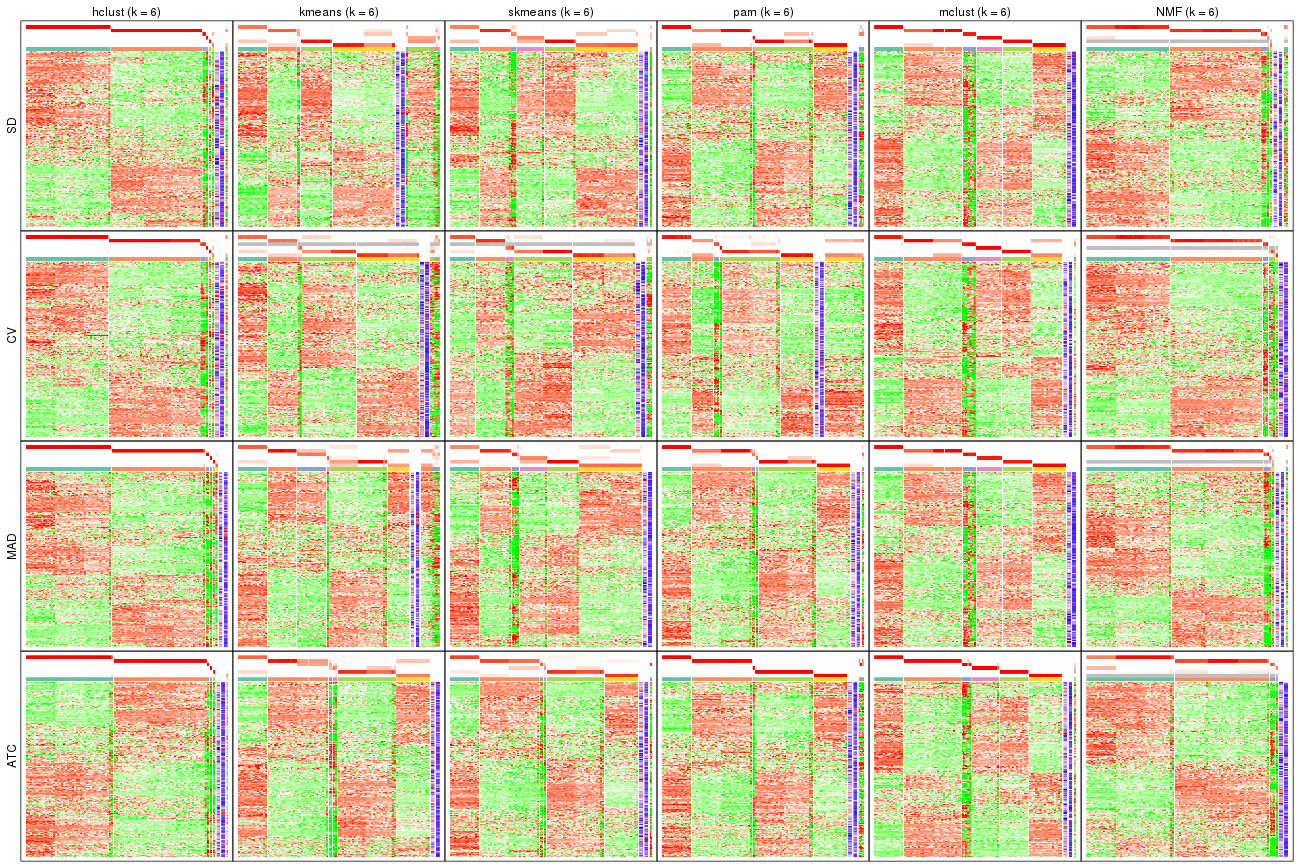 hclust (k = 6) kmeans (k = 6) skmeans (k = 6) pam (k = 6) mclust (k = 6) NMF (k = 6)
SD
CV
MAD
ATC